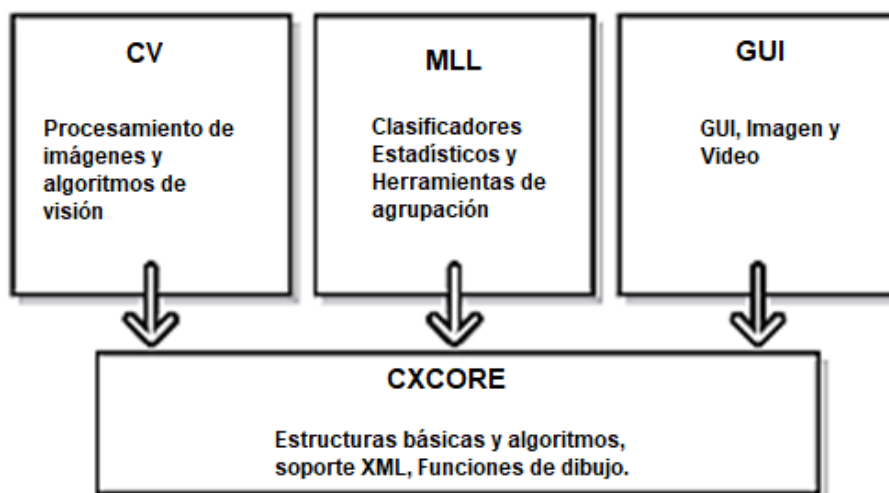 CV
Procesamiento de
imágenes y
algoritmos de
visión
MLL
Clasificadores
Estadísticos y
Herramientas de
agrupación
GUI
GUI, Imagen y
Video
CXCORE
Estructuras básicas y algoritmos,
soporte XML, Funciones de dibujo.